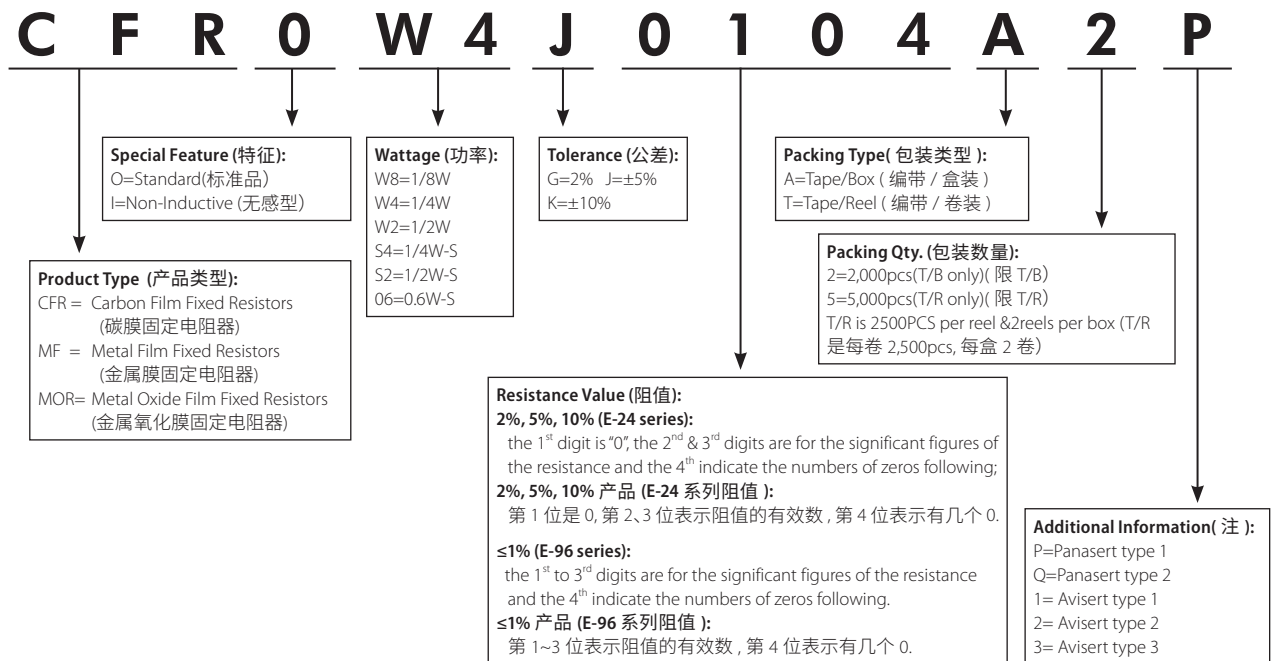 C F R 0 W 4 J 0 1 0 4 A 2 P
Special Feature (特征):
O=Standard(标准品)
I=Non-Inductive (无感型)
Wattage (功率):
W8=1/8W
W4=1/4W
W2=1/2W
S4=1/4W-S
S2=1/2W-S
06=0.6W-S
Tolerance (公差):
G=2% J=±5%
K=±10%
Packing Type( 包装类型 ):
A=Tape/Box ( 编带 / 盒装 )
T=Tape/Reel ( 编带 / 卷装 )
Packing Qty. (包装数量):
2=2,000pcs(T/B only)( 限 T/B)
5=5,000pcs(T/R only)( 限 T/R)
T/R is 2500PCS per reel &2reels per box (T/R
是每卷 2,500pcs, 每盒 2 卷)
Product Type (产品类型):
CFR = Carbon Film Fixed Resistors
(碳膜固定电阻器)
MF = Metal Film Fixed Resistors
(金属膜固定电阻器)
MOR= Metal Oxide Film Fixed Resistors
(金属氧化膜固定电阻器)
Resistance Value (阻值):
2%, 5%, 10% (E-24 series):
the 1st digit is "0", the 2nd & 3rd digits are for the significant figures of
the resistance and the 4th indicate the numbers of zeros following;
2%, 5%, 10% 产品 (E-24 系列阻值 ):
第 1 位是 0, 第 2、3 位表示阻值的有效数 , 第 4 位表示有几个 0.
≤1% (E-96 series):
the 1st to 3rd digits are for the significant figures of the resistance
and the 4th indicate the numbers of zeros following.
≤1% 产品 (E-96 系列阻值 ):
第 1~3 位表示阻值的有效数 , 第 4 位表示有几个 0.
Additional Information( 注 ):
P=Panasert type 1
Q=Panasert type 2
1= Avisert type 1
2= Avisert type 2
3= Avisert type 3